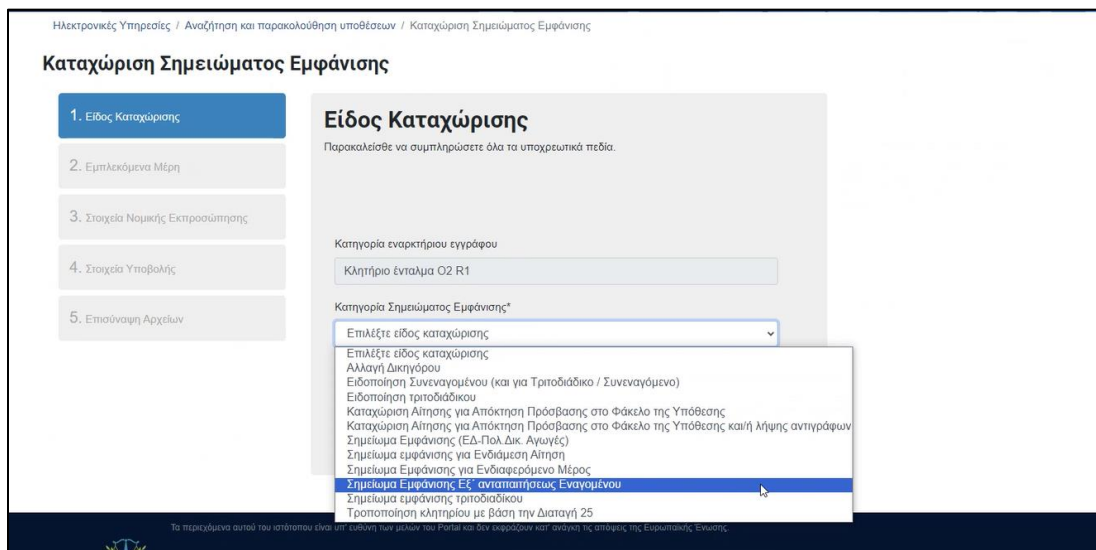 Ηλεκτρονικές Υπηρεσίες / Αναζήτηση και παρακολούθηση υποθέσεων / Καταχώριση Σημειώματος Εμφάνισης
Καταχώριση Σημειώματος Εμφάνισης
1. Είδος Καταχώρισης
2. Εμπλεκόμενα Μέρη
3. Στοιχεία Νομικής Εκπροσώπησης
4. Στοιχεία Υποβολής
5. Επισύναψη Αρχείων
Είδος Καταχώρισης
Παρακαλείσθε να συμπληρώσετε όλα τα υποχρεωτικά πεδία.
Κατηγορία εναρκτήριου εγγράφου
Κλητήριο ένταλμα O2 R1
Κατηγορία Σημειώματος Εμφάνισης*
Επιλέξτε είδος καταχώρισης
Επιλέξτε είδος καταχώρισης
Αλλαγή Δικηγόρου
Ειδοποίηση Συνεναγομένου (και για Τριτοδιάδικο / Συνεναγόμενο)
Ειδοποίηση τριτοδιάδικου
Καταχώριση Αίτησης για Απόκτηση Πρόσβασης στο Φάκελο της Υπόθεσης
Καταχώριση Αίτησης για Απόκτηση Πρόσβασης στο Φάκελο της Υπόθεσης και/ή λήψης αντιγράφων
Σημείωμα Εμφάνισης (ΕΔ-Πολ.Δικ. Αγωγές)
Σημείωμα εμφάνισης για Ενδιάμεση Αίτηση
Σημείωμα Εμφάνισης για Ενδιαφερόμενο Μέρος
Σημείωμα Εμφάνισης Εξ΄ ανταπαιτήσεως Εναγομένου
Σημείωμα εμφάνισης τριτοδιαδίκου
Τροποποίηση κλητηρίου με βάση την Διαταγή 25
Τα περιεχόμενα αυτού του ιστότοπου είναι υπ' ευθύνη των μελών του Portal και δεν εκφράζουν κατ' ανάγκη τις απόψεις της Ευρωπαϊκής Ένωσης.